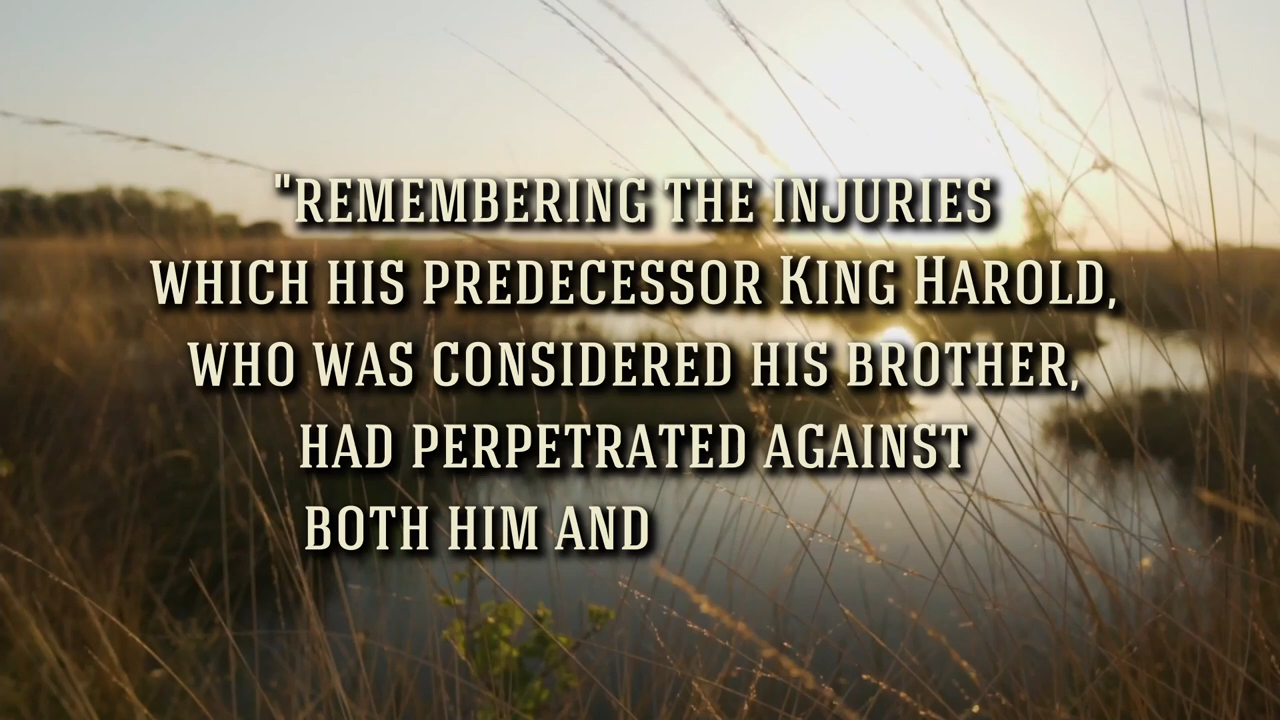 "Remembering the injuries
which his predecessor King Harold,
who was considered his brother,
had perpetrated against
both him and